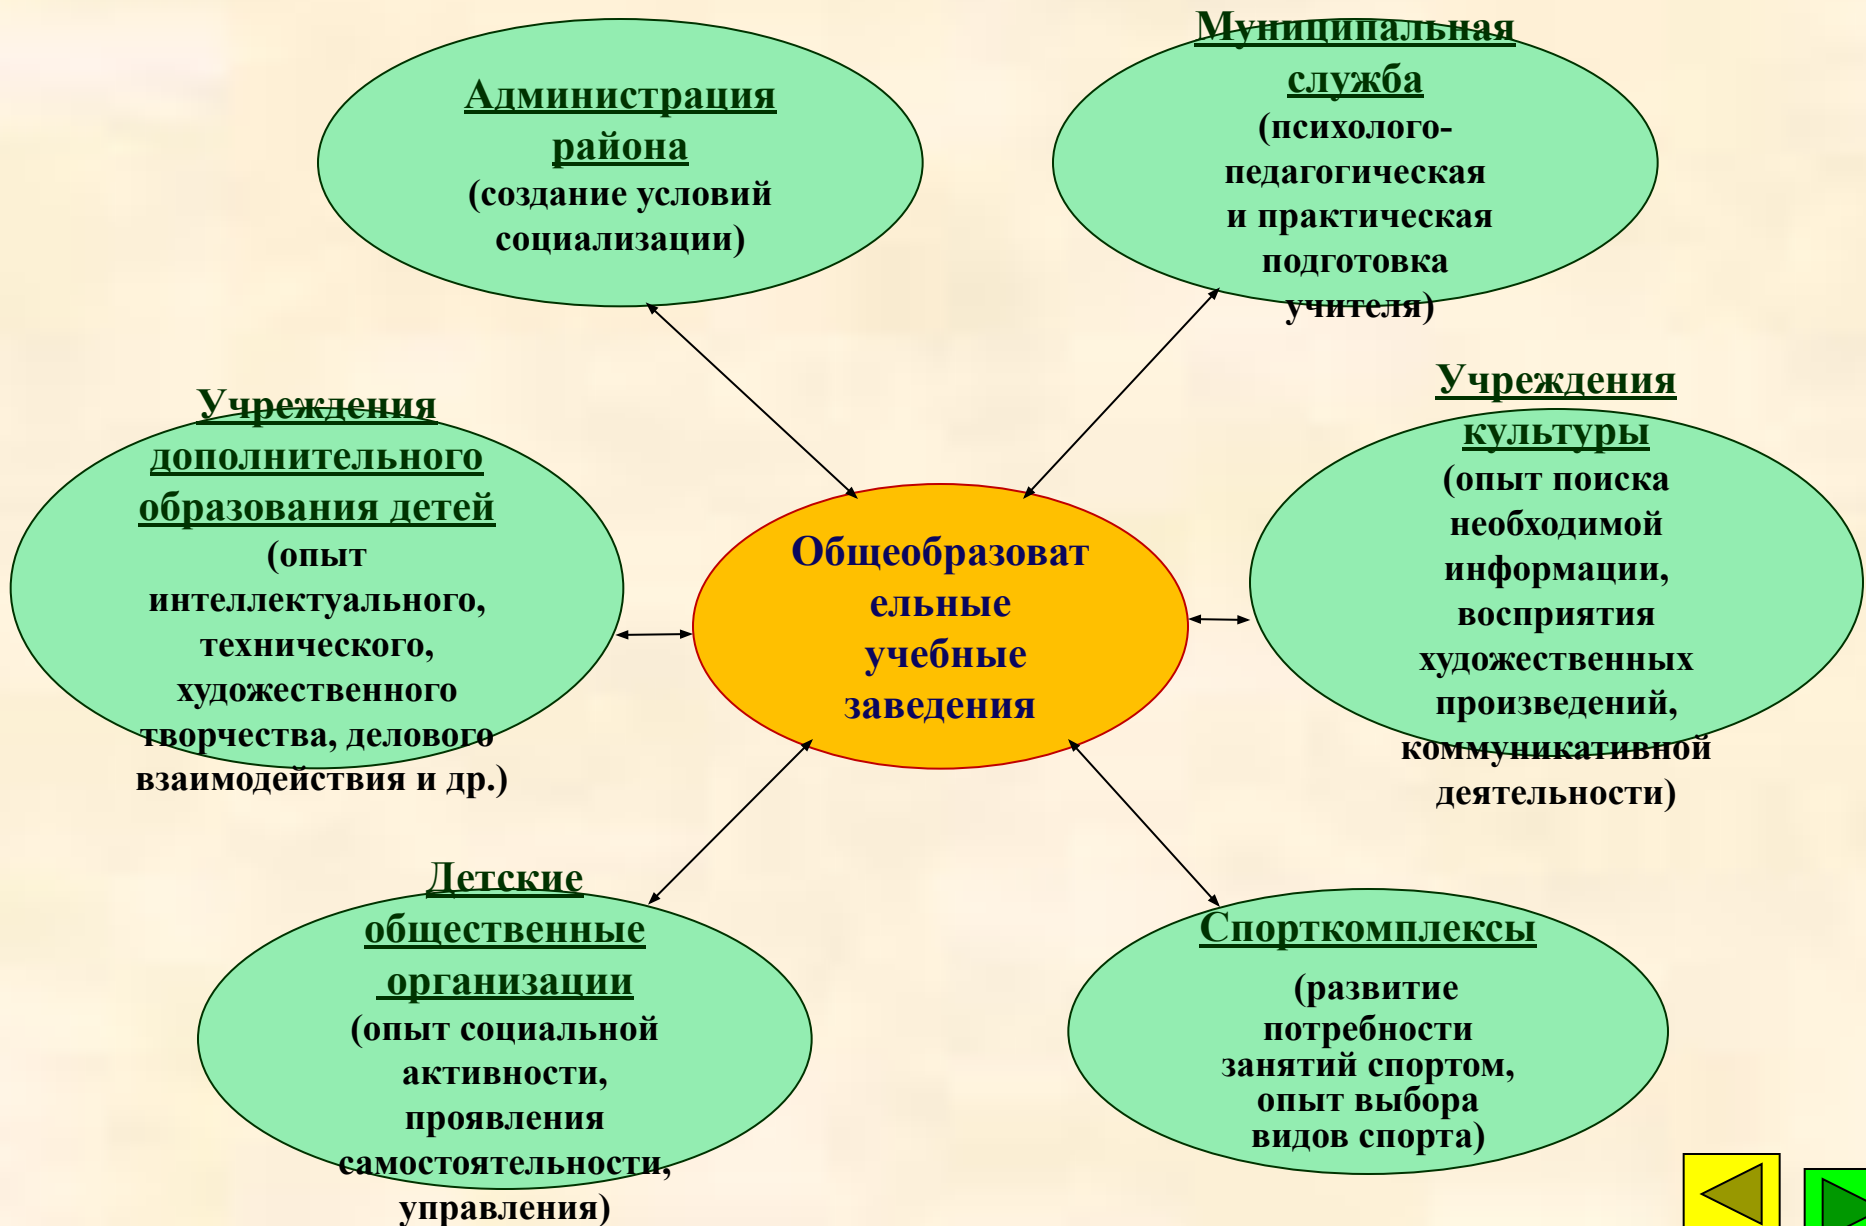 Администрация
района
(создание условий
социализации)
Муниципальная
служба
(психолого-
педагогическая
и практическая
подготовка
учителя)
Учреждения
дополнительного
образования детей
(опыт
интеллектуального,
технического,
художественного
творчества, делового
взаимодействия и др.)
Общеобразоват
ельные
учебные
заведения
Учреждения
культуры
(опыт поиска
необходимой
информации,
восприятия
художественных
произведений,
коммуникативной
деятельности)
Детские
общественные
организации
(опыт социальной
активности,
проявления
самостоятельности,
управления)
Спорткомплексы
(развитие
потребности
занятий спортом,
опыт выбора
видов спорта)